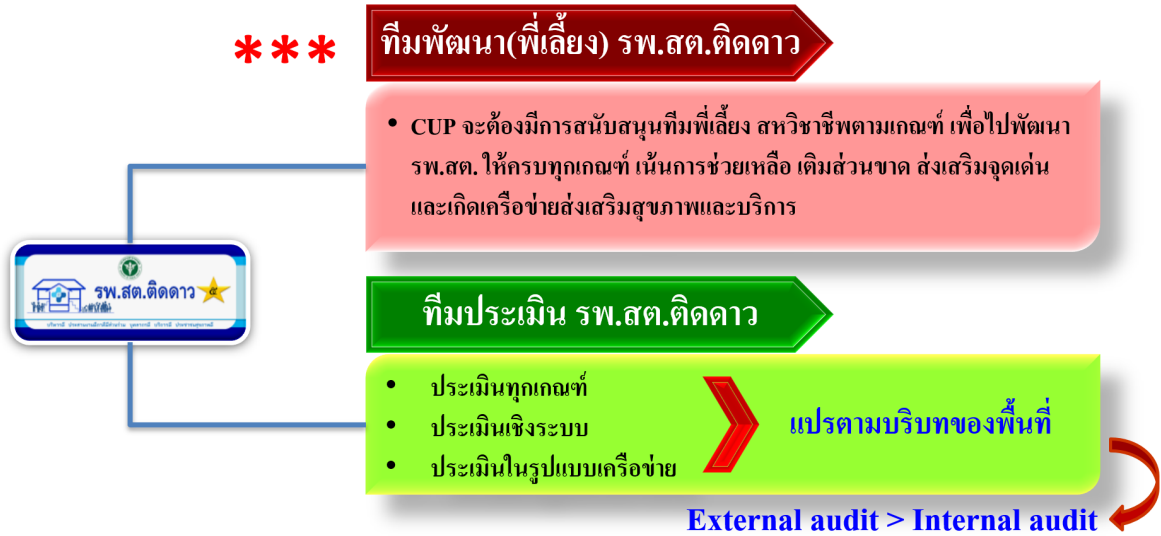 *** ทีมพัฒนา(พี่เลี้ยง) รพ.สต.ติดดาว
• CUP จะต้องมีการสนับสนุนทีมพี่เลี้ยง สหวิชาชีพตามเกณฑ์ เพื่อไปพัฒนา
รพ.สต. ให้ครบทุกเกณฑ์ เน้นการช่วยเหลือ เติมส่วนขาด ส่งเสริมจุดเด่น
และเกิดเครือข่ายส่งเสริมสุขภาพและบริการ
รพ.สต.ติดดาว ๕
ทีมประเมิน รพ.สต.ติดดาว
• ประเมินทุกเกณฑ์
• ประเมินเชิงระบบ
• ประเมินในรูปแบบเครือข่าย
แปรตามบริบทของพื้นที่
External audit > Internal audit